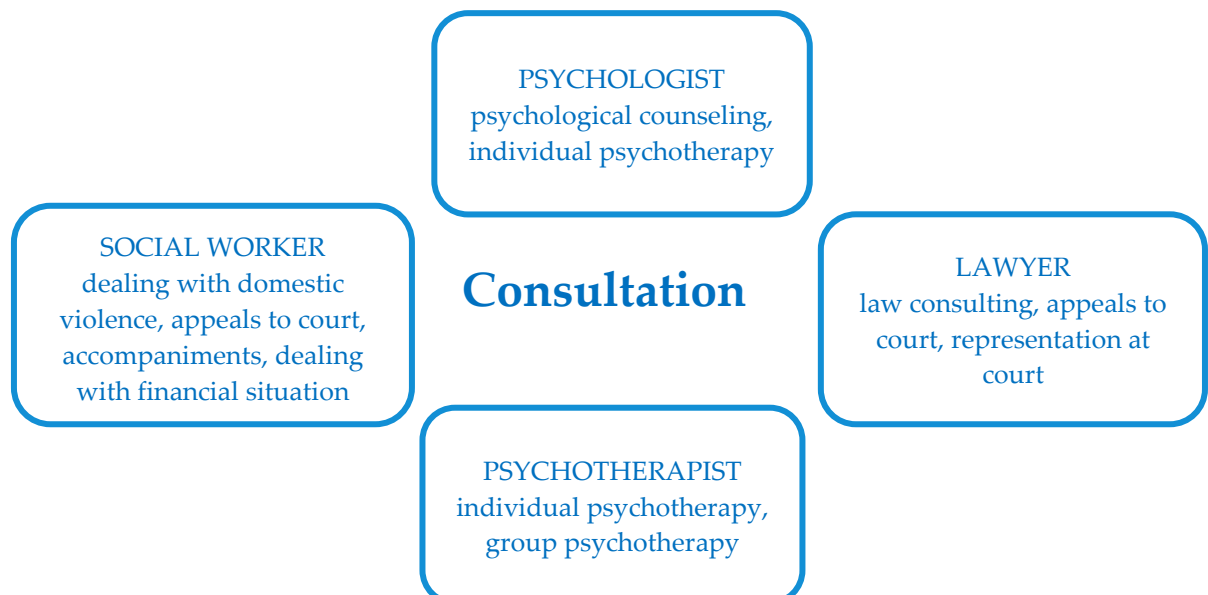 PSYCHOLOGIST
psychological counseling,
individual psychotherapy
SOCIAL WORKER
dealing with domestic
violence, appeals to court,
accompaniments, dealing
with financial situation
Consultation
LAWYER
law consulting, appeals to
court, representation at
court
PSYCHOTHERAPIST
individual psychotherapy,
group psychotherapy